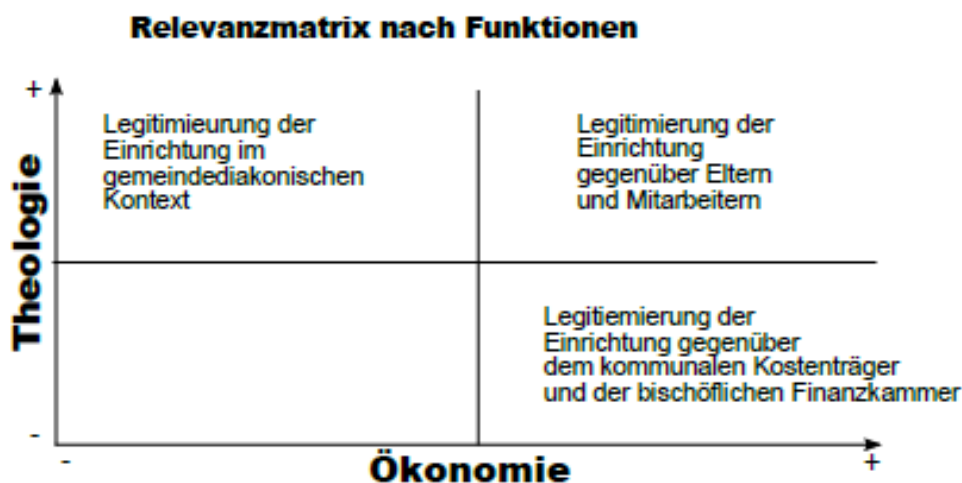 Relevanzmatrix nach Funktionen
+
Legitimieurung der
Einrichtung im
gemeindediakonischen
Kontext
Legitimierung der
Einrichtung
gegenüber Eltern
und Mitarbeitern
Theologie
Legitiemierung der
Einrichtung gegenüber
dem kommunalen Kostenträger
und der bischöflichen Finanzkammer
-
-
Ökonomie
+